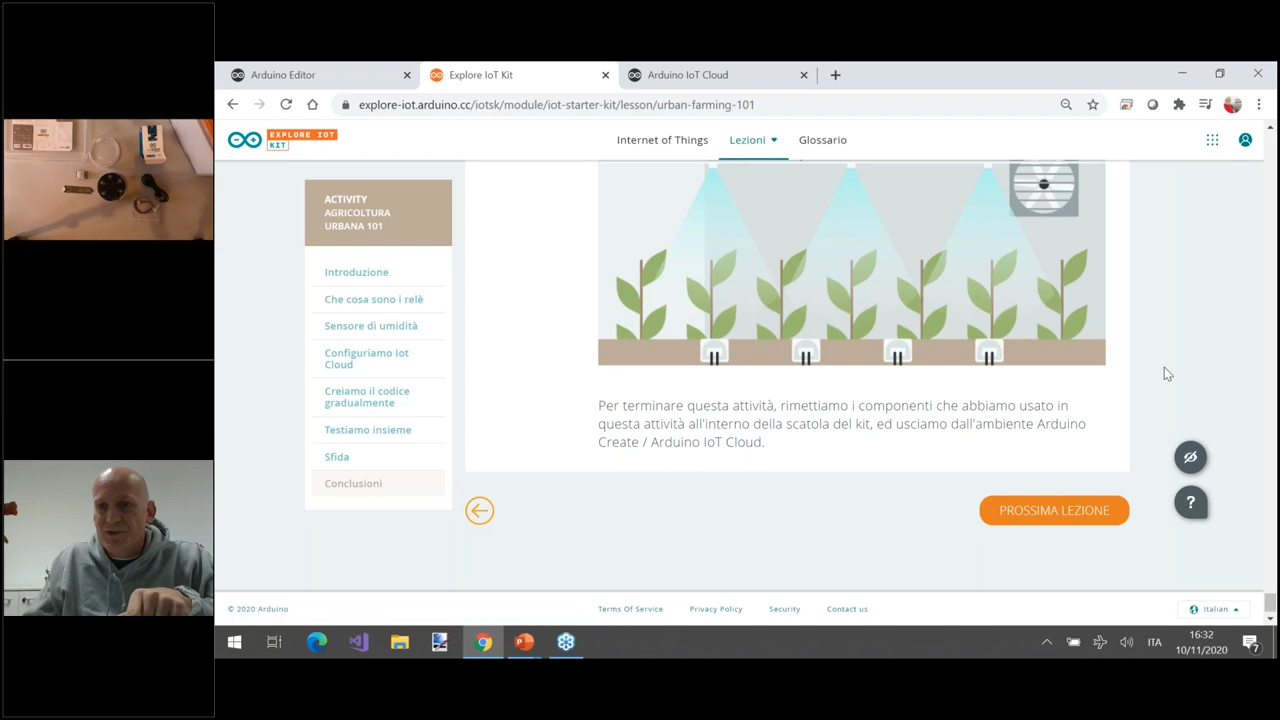 Arduino Editor
Explore IoT Kit
Arduino IoT Cloud
explore-iot.arduino.cc/iotsk/module/iot-starter-kit/lesson/urban-farming-101
EXPLORE IOT
KIT
Internet of Things
Lezioni
Glossario
ACTIVITY
AGRICOLTURA
URBANA 101
Introduzione
Che cosa sono i relè
Sensore di umidità
Configuriamo Iot
Cloud
Creiamo il codice
gradualmente
Testiamo insieme
Sfida
Conclusioni
Per terminare questa attività, rimettiamo i componenti che abbiamo usato in
questa attività all'interno della scatola del kit, ed usciamo dall'ambiente Arduino
Create / Arduino IoT Cloud.
PROSSIMA LEZIONE
?
© 2020 Arduino
Terms Of Service
Privacy Policy
Security
Contact us
Italian
ITA
16:32
10/11/2020
7